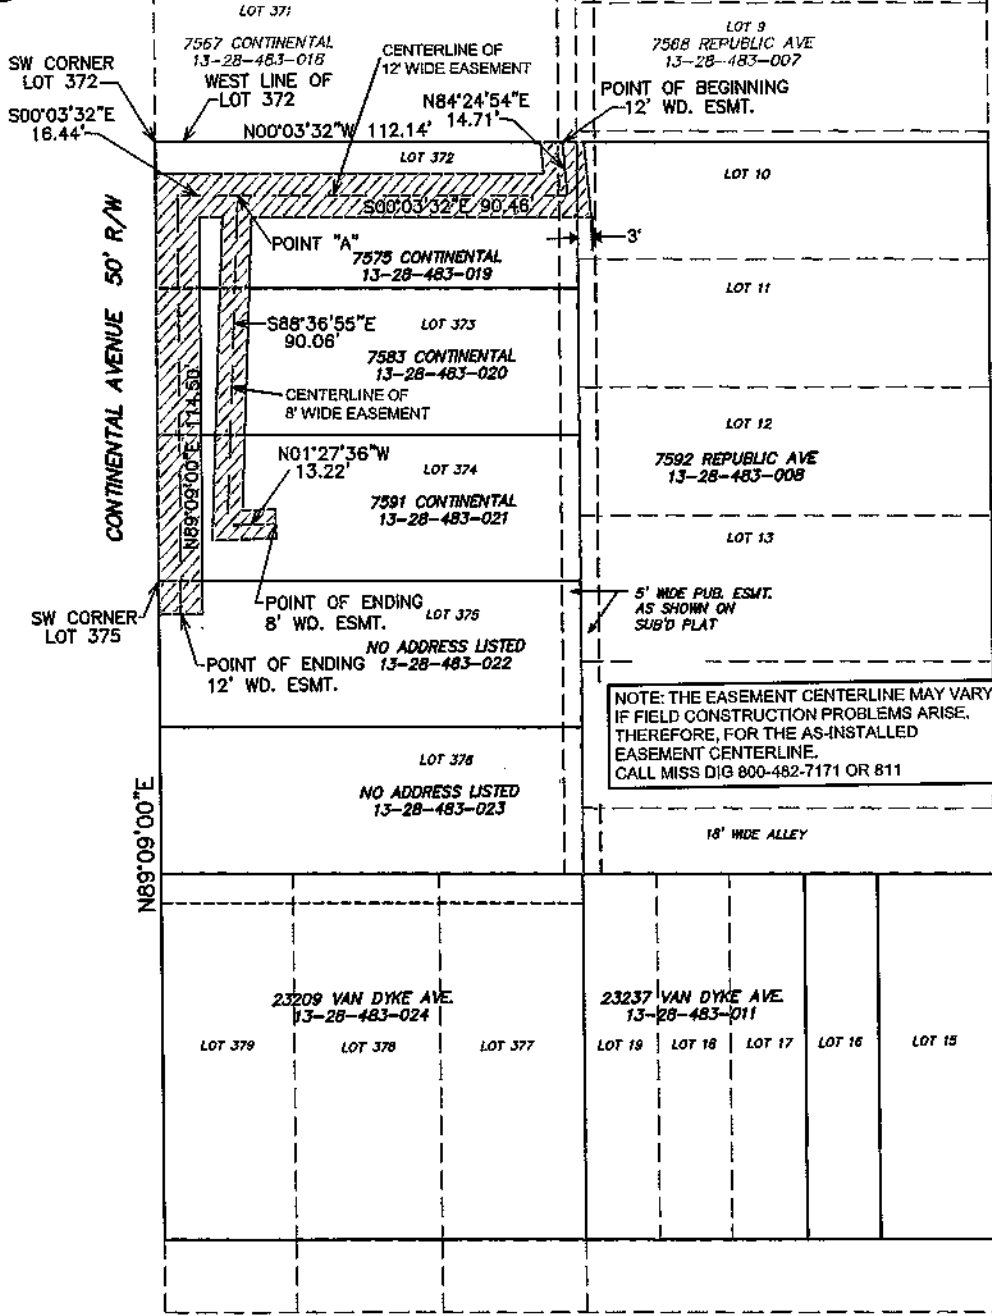 LOT 371
7567 CONTINENTAL
13-28-483-018
LOT 9
7568 REPUBLIC AVE
13-28-483-007
CENTERLINE OF
12' WIDE EASEMENT
SW CORNER
LOT 372
WEST LINE OF
LOT 372
POINT OF BEGINNING
12' WD. ESMT.
N84°24'54"E
14.71'
S00°03'32"E
16.44'
N00°03'32"W 112.14'
LOT 372
LOT 10
S00°03'32"E 90.46'
POINT "A"
3'
7575 CONTINENTAL
13-28-483-019
CONTINENTAL AVENUE 50' R/W
LOT 11
S88°36'55"E
90.06'
LOT 373
7583 CONTINENTAL
13-28-483-020
CENTERLINE OF
8' WIDE EASEMENT
N89°09'00"E 114.50'
LOT 12
7592 REPUBLIC AVE
13-28-483-008
N01°27'36"W
13.22'
LOT 374
7591 CONTINENTAL
13-28-483-021
LOT 13
SW CORNER
LOT 375
POINT OF ENDING
8' WD. ESMT.
LOT 375
5' WIDE PUB. ESMT.
AS SHOWN ON
SUB'D PLAT
NO ADDRESS LISTED
13-28-483-022
POINT OF ENDING
12' WD. ESMT.
NOTE: THE EASEMENT CENTERLINE MAY VARY
IF FIELD CONSTRUCTION PROBLEMS ARISE,
THEREFORE, FOR THE AS-INSTALLED
EASEMENT CENTERLINE.
CALL MISS DIG 800-482-7171 OR 811
LOT 376
NO ADDRESS LISTED
13-28-483-023
N89°09'00"E
18' WIDE ALLEY
23209 VAN DYKE AVE.
13-28-483-024
23237 VAN DYKE AVE.
13-28-483-011
LOT 379
LOT 378
LOT 377
LOT 19
LOT 18
LOT 17
LOT 16
LOT 15